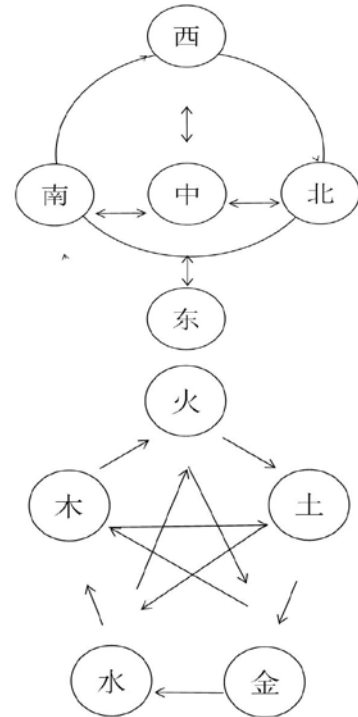 西
南 中 北
东
火
木 土
水 金